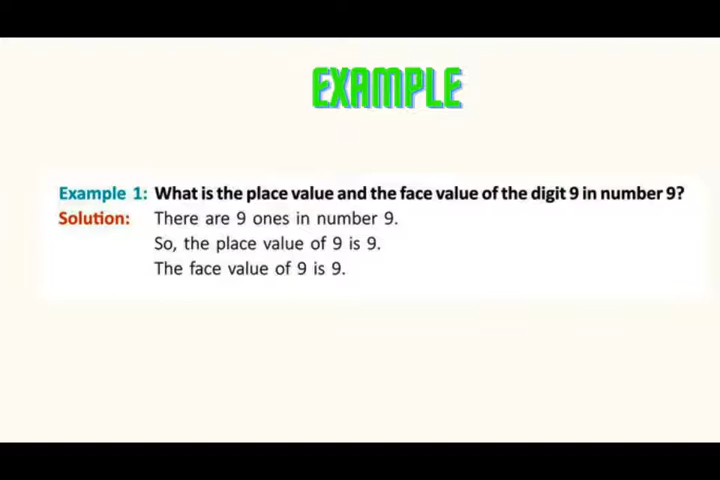 EXAMPLE
Example 1: What is the place value and the face value of the digit 9 in number 9?
Solution: There are 9 ones in number 9.
So, the place value of 9 is 9.
The face value of 9 is 9.